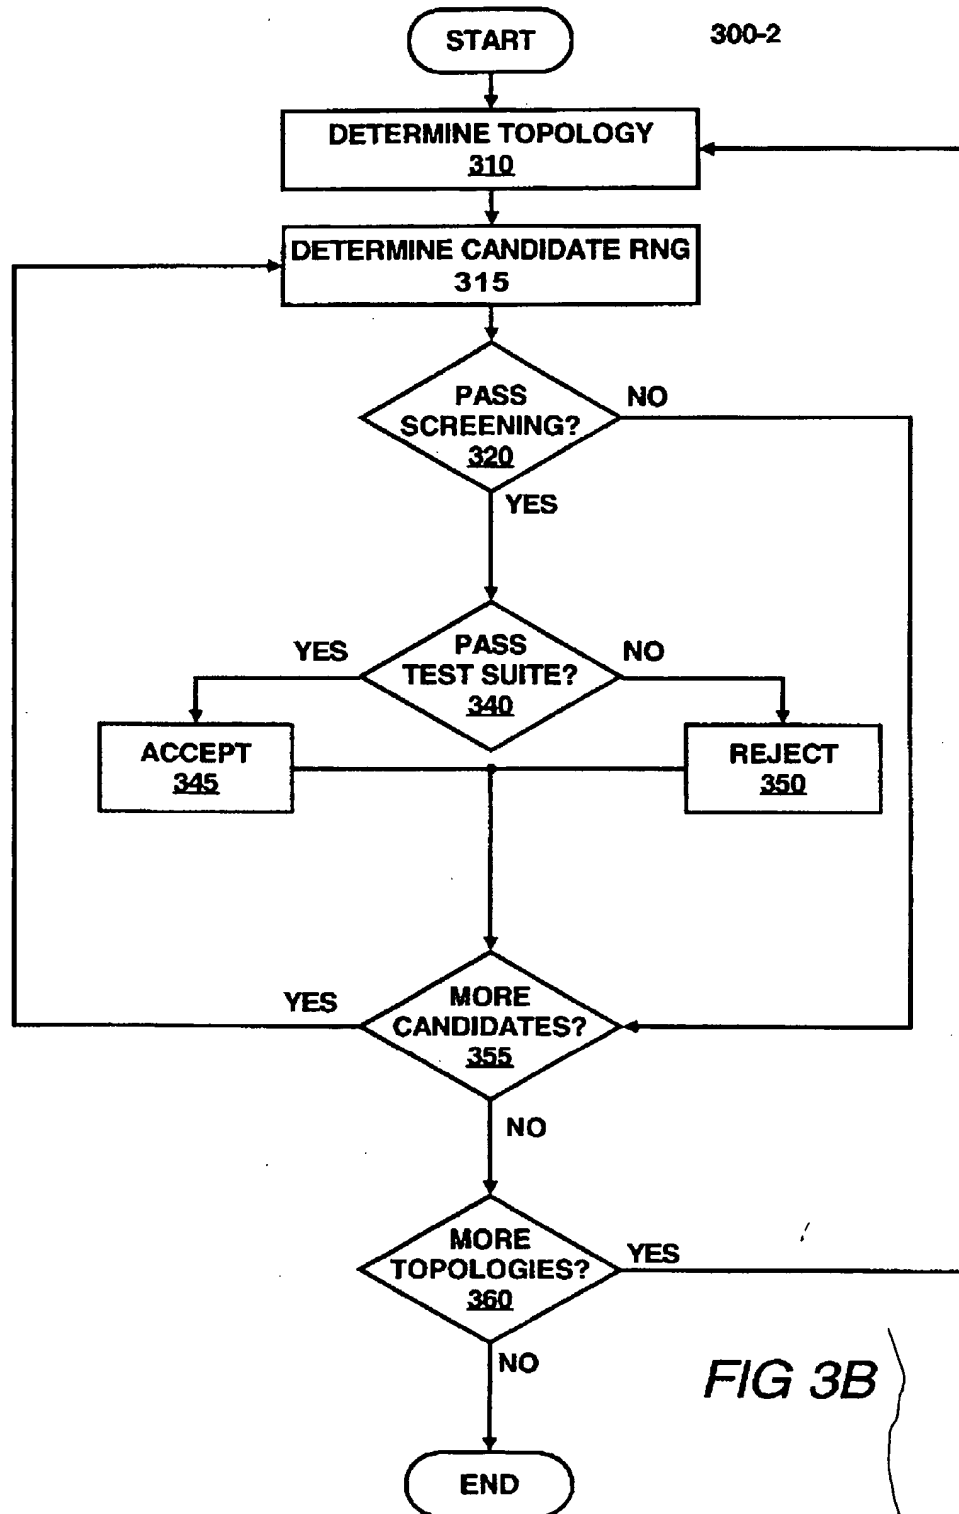 START
300-2
DETERMINE TOPOLOGY
310
DETERMINE CANDIDATE RNG
315
PASS
SCREENING?
320
NO
YES
PASS
TEST SUITE?
340
YES
NO
ACCEPT
345
REJECT
350
MORE
CANDIDATES?
355
YES
NO
MORE
TOPOLOGIES?
360
YES
NO
FIG 3B
END